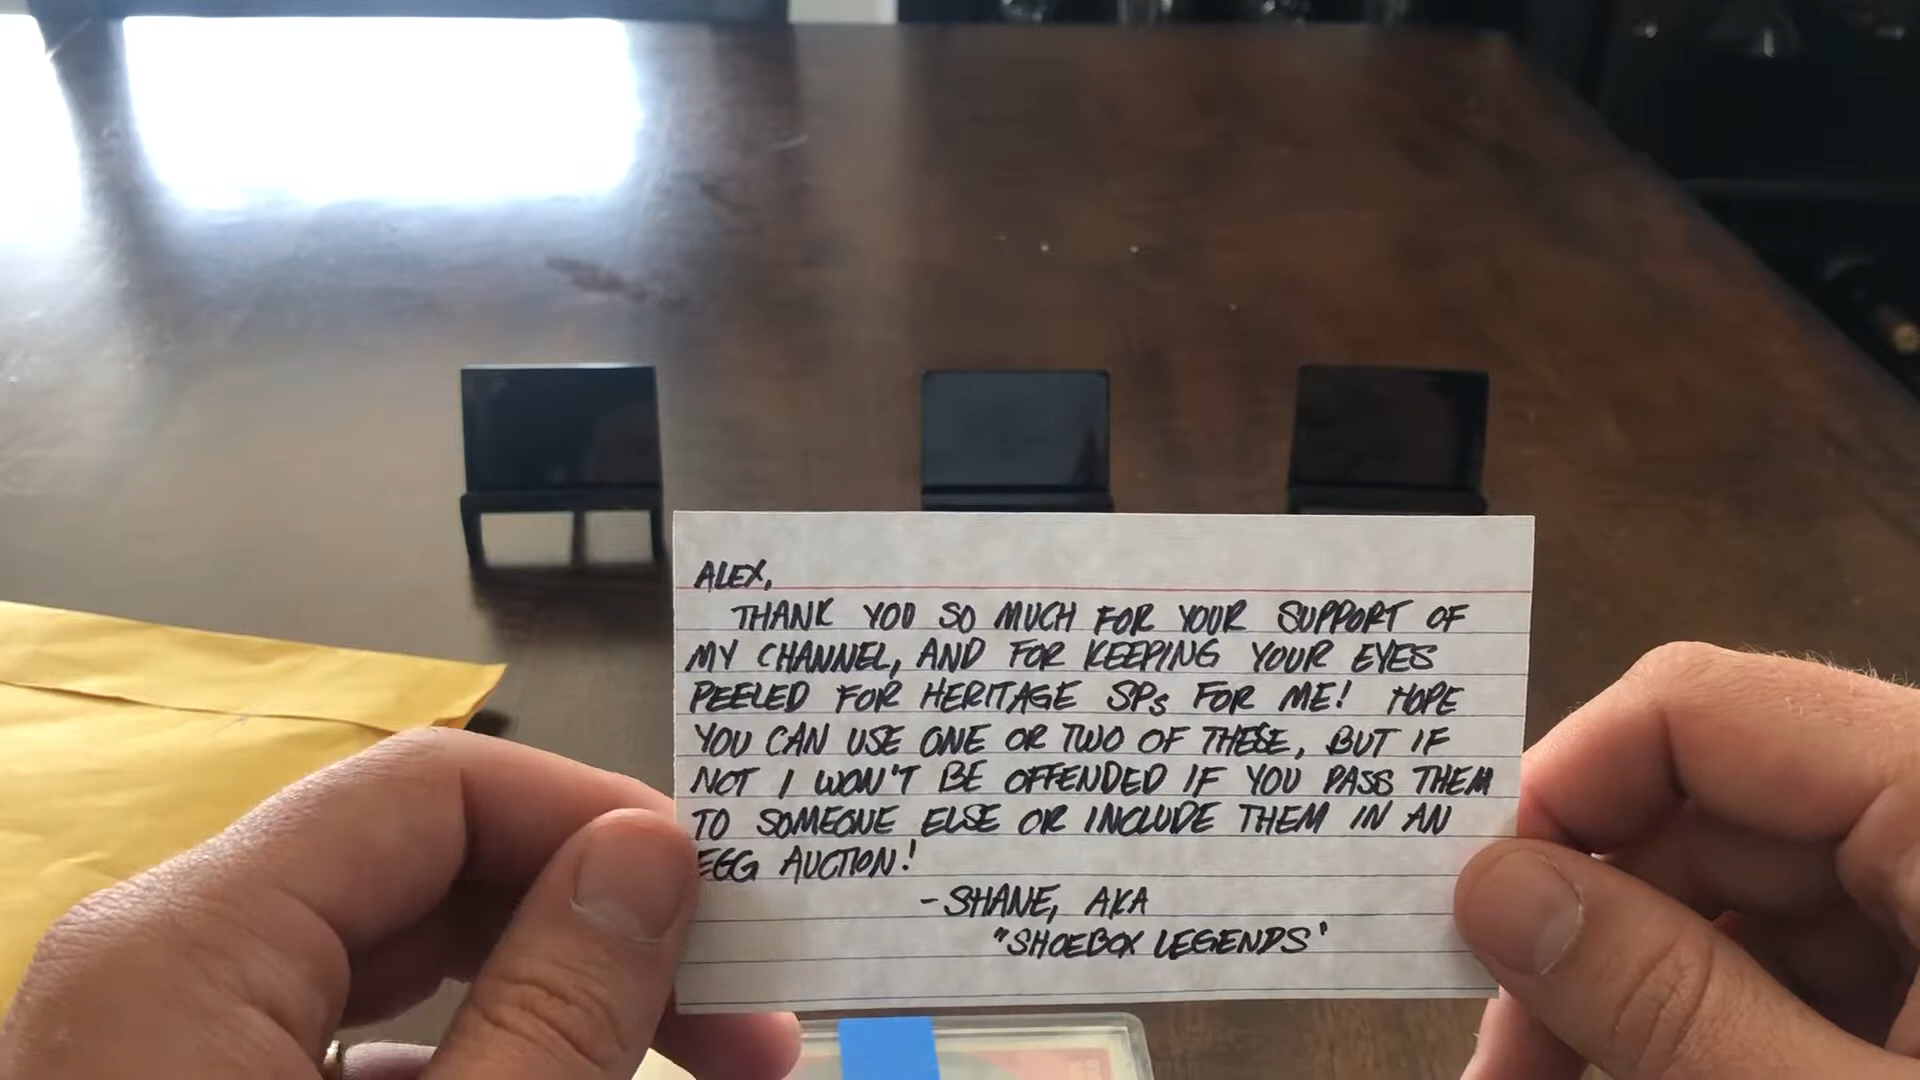 ALEX,
THANK YOU SO MUCH FOR YOUR SUPPORT OF
MY CHANNEL, AND FOR KEEPING YOUR EYES
PEELED FOR HERITAGE SPs FOR ME! HOPE
YOU CAN USE ONE OR TWO OF THESE, BUT IF
NOT I WON'T BE OFFENDED IF YOU PASS THEM
TO SOMEONE ELSE OR INCLUDE THEM IN AN
EGG AUCTION!
-SHANE, AKA
"SHOEBOX LEGENDS"